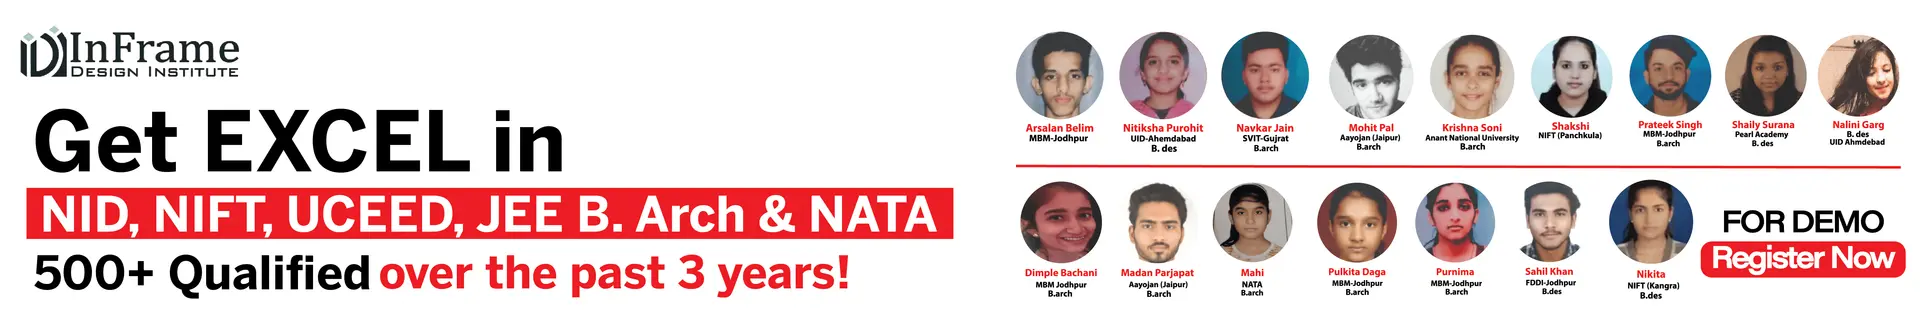 InFrame
DESIGN INSTITUTE
Get EXCEL in
NID, NIFT, UCEED, JEE B. Arch & NATA
500+ Qualified over the past 3 years!
Arsalan Belim
MBM-Jodhpur
Nitiksha Purohit
UID-Ahemdabad
B. des
Navkar Jain
SVIT-Gujrat
B.arch
Mohit Pal
Aayojan (Jaipur)
B.arch
Krishna Soni
Anant National University
B.arch
Shakshi
NIFT (Panchkula)
Prateek Singh
MBM-Jodhpur
B.arch
Shaily Surana
Pearl Academy
B. des
Nalini Garg
B. des
UID Ahmdebad
Dimple Bachani
MBM Jodhpur
B.arch
Madan Parjapat
Aayojan (Jaipur)
B.arch
Mahi
NATA
B.arch
Pulkita Daga
MBM-Jodhpur
B.arch
Purnima
MBM-Jodhpur
B.arch
Sahil Khan
FDDI-Jodhpur
B.des
Nikita
NIFT (Kangra)
B.des
FOR DEMO
Register Now